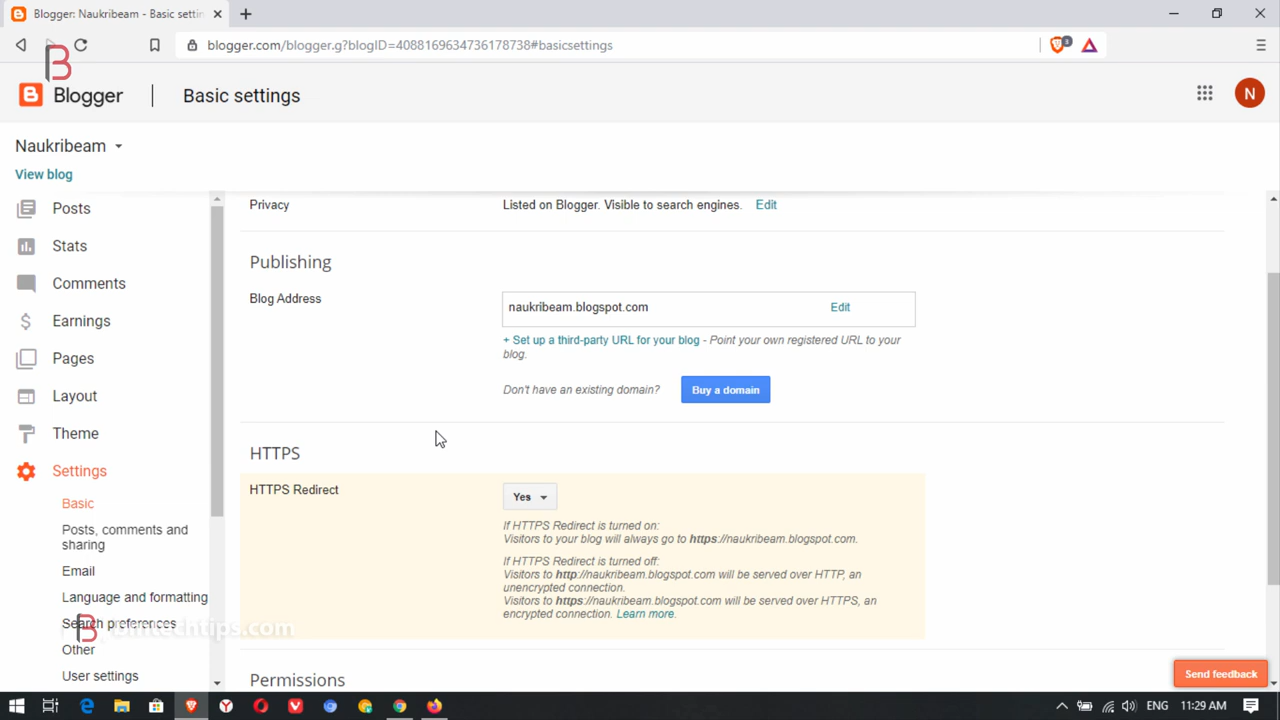 Blogger: Naukribeam - Basic settin
blogger.com/blogger.g?blogID=4088169634736178738#basicsettings
3
B
Blogger
Basic settings
N
Naukribeam
View blog
Posts
Stats
Comments
Earnings
Pages
Layout
Theme
Settings
Basic
Posts, comments and
sharing
Email
Language and formatting
Search preferences
B bmtechtips.com
Other
User settings
Privacy
Listed on Blogger. Visible to search engines. Edit
Publishing
Blog Address
naukribeam.blogspot.com Edit
+ Set up a third-party URL for your blog - Point your own registered URL to your
blog.
Don't have an existing domain? Buy a domain
HTTPS
HTTPS Redirect
Yes
If HTTPS Redirect is turned on:
Visitors to your blog will always go to https://naukribeam.blogspot.com.
If HTTPS Redirect is turned off:
Visitors to http://naukribeam.blogspot.com will be served over HTTP, an
unencrypted connection.
Visitors to https://naukribeam.blogspot.com will be served over HTTPS, an
encrypted connection. Learn more.
Permissions
Send feedback
ENG 11:29 AM